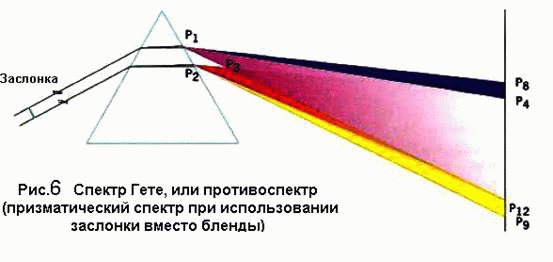 P1
Заслонка
P2
P3
P8
P4
P12
P9
Рис.6 Спектр Гете, или противоспектр
(призматический спектр при использовании
заслонки вместо бленды)